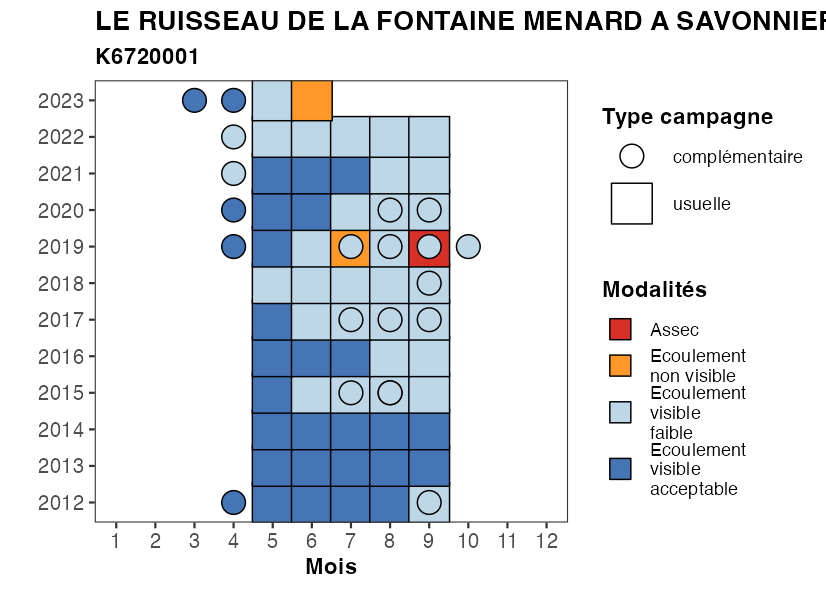 LE RUISSEAU DE LA FONTAINE MENARD A SAVONNIER
K6720001
2023
2022
2021
2020
2019
2018
2017
2016
2015
2014
2013
2012
1 2 3 4 5 6 7 8 9 10 11 12
Mois
Type campagne
complémentaire
usuelle
Modalités
Assec
Ecoulement
non visible
Ecoulement
visible
faible
Ecoulement
visible
acceptable